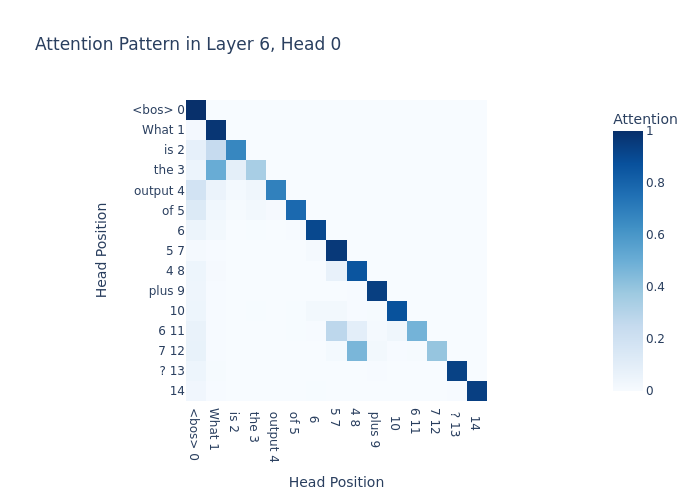 Attention Pattern in Layer 6, Head 0
Attention
<bos> 0
What 1
is 2
the 3
output 4
of 5
6
5 7
4 8
plus 9
10
6 11
7 12
? 13
14
Head Position
<bos> 0
What 1
is 2
the 3
output 4
of 5
6
5 7
4 8
plus 9
10
6 11
7 12
? 13
14
Head Position
1
0.8
0.6
0.4
0.2
0